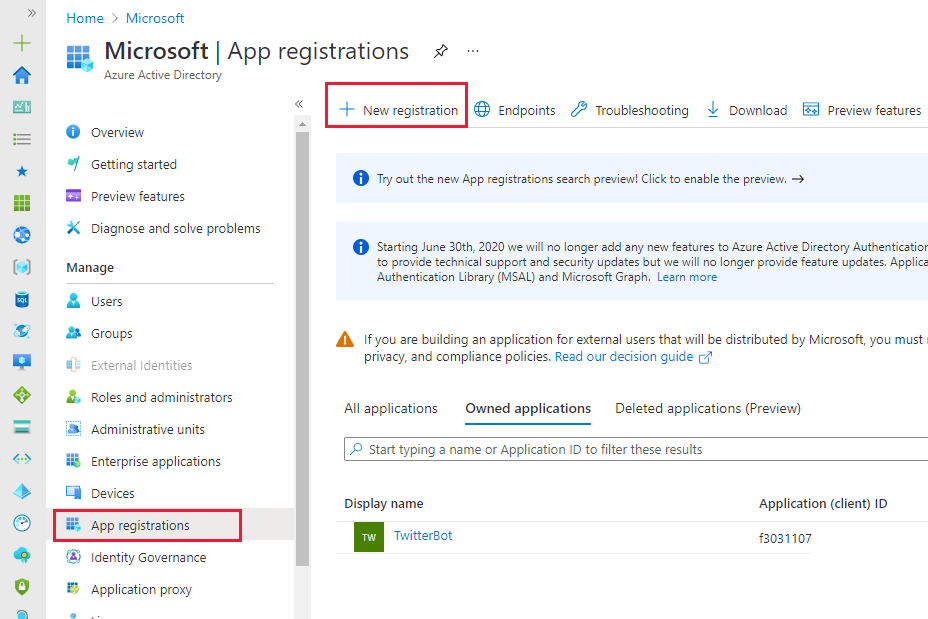 Home > Microsoft
Microsoft | App registrations
Azure Active Directory
Overview
Getting started
Preview features
Diagnose and solve problems
Manage
Users
Groups
External Identities
Roles and administrators
Administrative units
Enterprise applications
Devices
App registrations
Identity Governance
Application proxy
SQL
New registration
Endpoints
Troubleshooting
Download
Preview features
Try out the new App registrations search preview! Click to enable the preview. →
Starting June 30th, 2020 we will no longer add any new features to Azure Active Directory Authentication
to provide technical support and security updates but we will no longer provide feature updates. Applica
Authentication Library (MSAL) and Microsoft Graph. Learn more
If you are building an application for external users that will be distributed by Microsoft, you must
privacy, and compliance policies. Read our decision guide
All applications
Owned applications
Deleted applications (Preview)
Start typing a name or Application ID to filter these results
Display name
Application (client) ID
TW
TwitterBot
f3031107